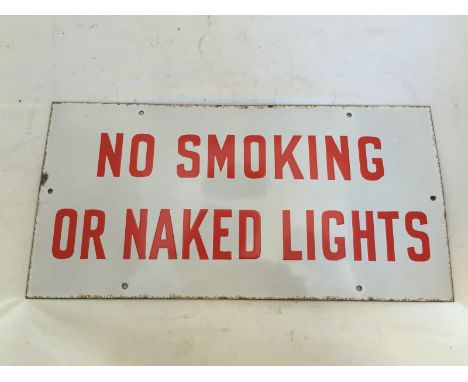 NO SMOKING
OR NAKED LIGHTS